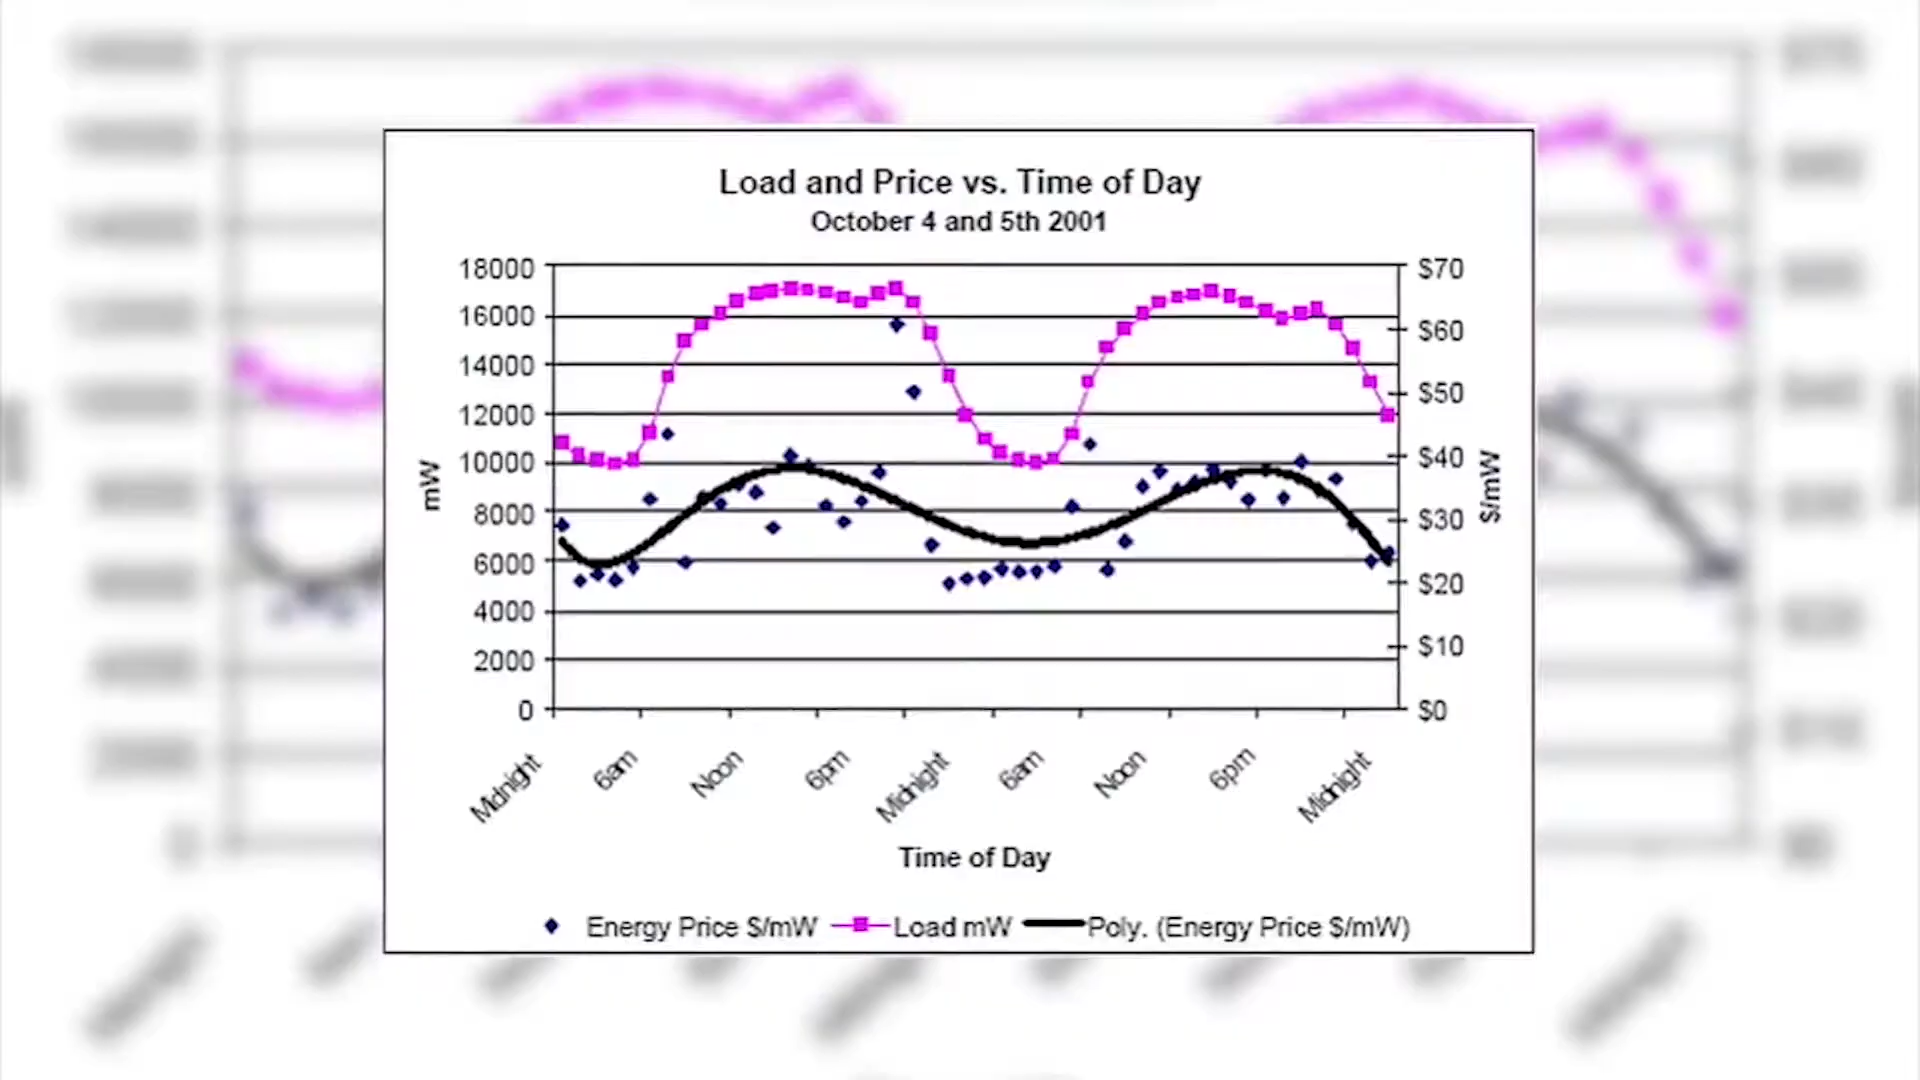 Load and Price vs. Time of Day
October 4 and 5th 2001
18000
16000
14000
12000
10000
8000
6000
4000
2000
0
mW
$70
$60
$50
$40
$30
$20
$10
$0
$/mW
Midnight
6am
Noon
6pm
Midnight
6am
Noon
6pm
Midnight
Time of Day
Energy Price $/mW
Load mW
Poly. (Energy Price $/mW)